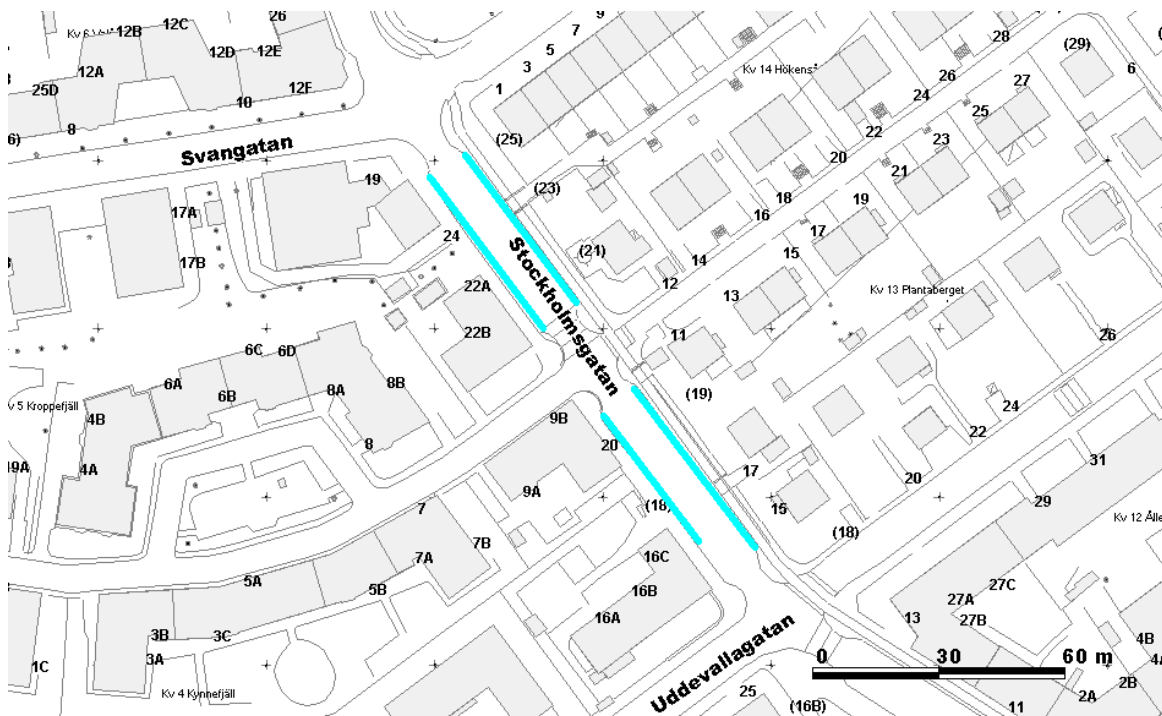 12C
26
9
7
5
3
1
12B
12D
12E
12A
12F
25D
10
8
6)
Svangatan
(25)
Kv 14 Hökens
28
(29)
6
26
27
24
25
22
23
20
21
(23)
18
19
16
17
15
14
(21)
12
19
17A
17B
24
Stockholmsgatan
22A
22B
13
Kv 13 Plantaberget
11
26
(19)
6C
6D
6A
6B
8A
8B
8
4B
4A
v 5 Kroppefjäll
49A
9B
20
9A
(18)
24
22
20
17
15
(18)
31
29
Kv 12 Ålle
7
7B
7A
5A
5B
16C
16B
16A
3B
3C
3A
1C
Kv 4 Kynnefjäll
Uddevallagatan
27C
27A
27B
13
4B
4A
2B
2A
11
25
(16B)
0 30 60 m